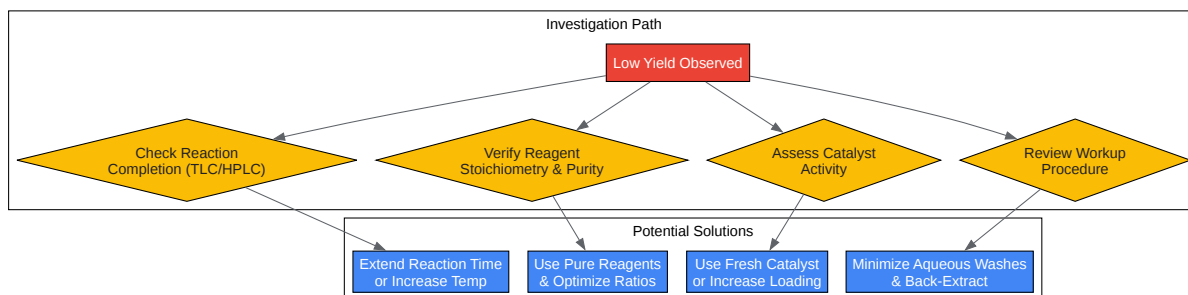 Investigation Path
Low Yield Observed
Check Reaction
Completion (TLC/HPLC)
Verify Reagent
Stoichiometry & Purity
Assess Catalyst
Activity
Review Workup
Procedure
Potential Solutions
Extend Reaction Time
or Increase Temp
Use Pure Reagents
& Optimize Ratios
Use Fresh Catalyst
or Increase Loading
Minimize Aqueous Washes
& Back-Extract